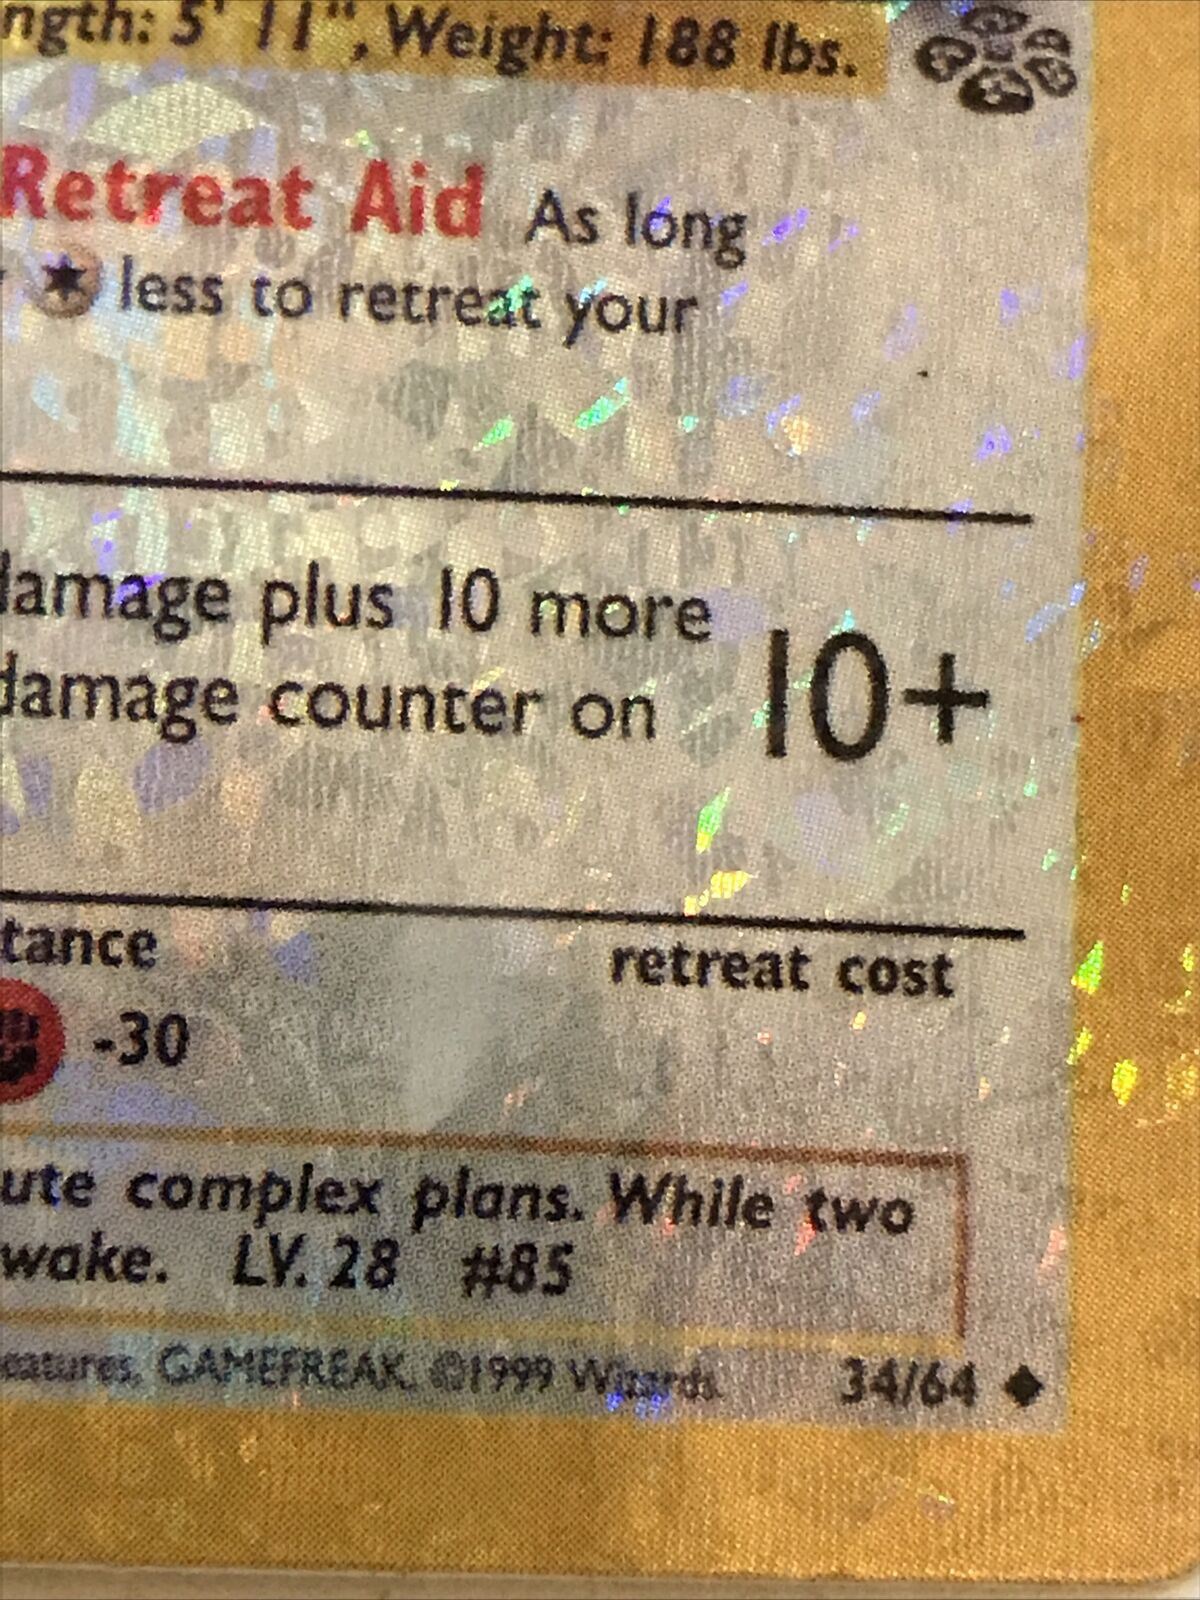 ngth: 5' 11", Weight: 188 lbs.
Retreat Aid As long
less to retreat your
damage plus 10 more
10+
damage counter on
tance
retreat cost
-30
ute complex plans. While two
wake. LV. 28 #85
eatures, GAMEFREAK. ©1999 Wizards.
34/64